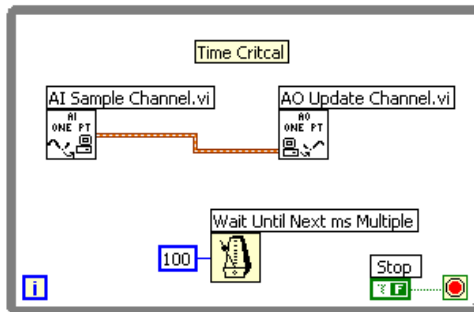 Time Critcal
AI Sample Channel.vi
AO Update Channel.vi
AI
ONE PT
AO
ONE PT
Wait Until Next ms Multiple
100
Stop
F
i